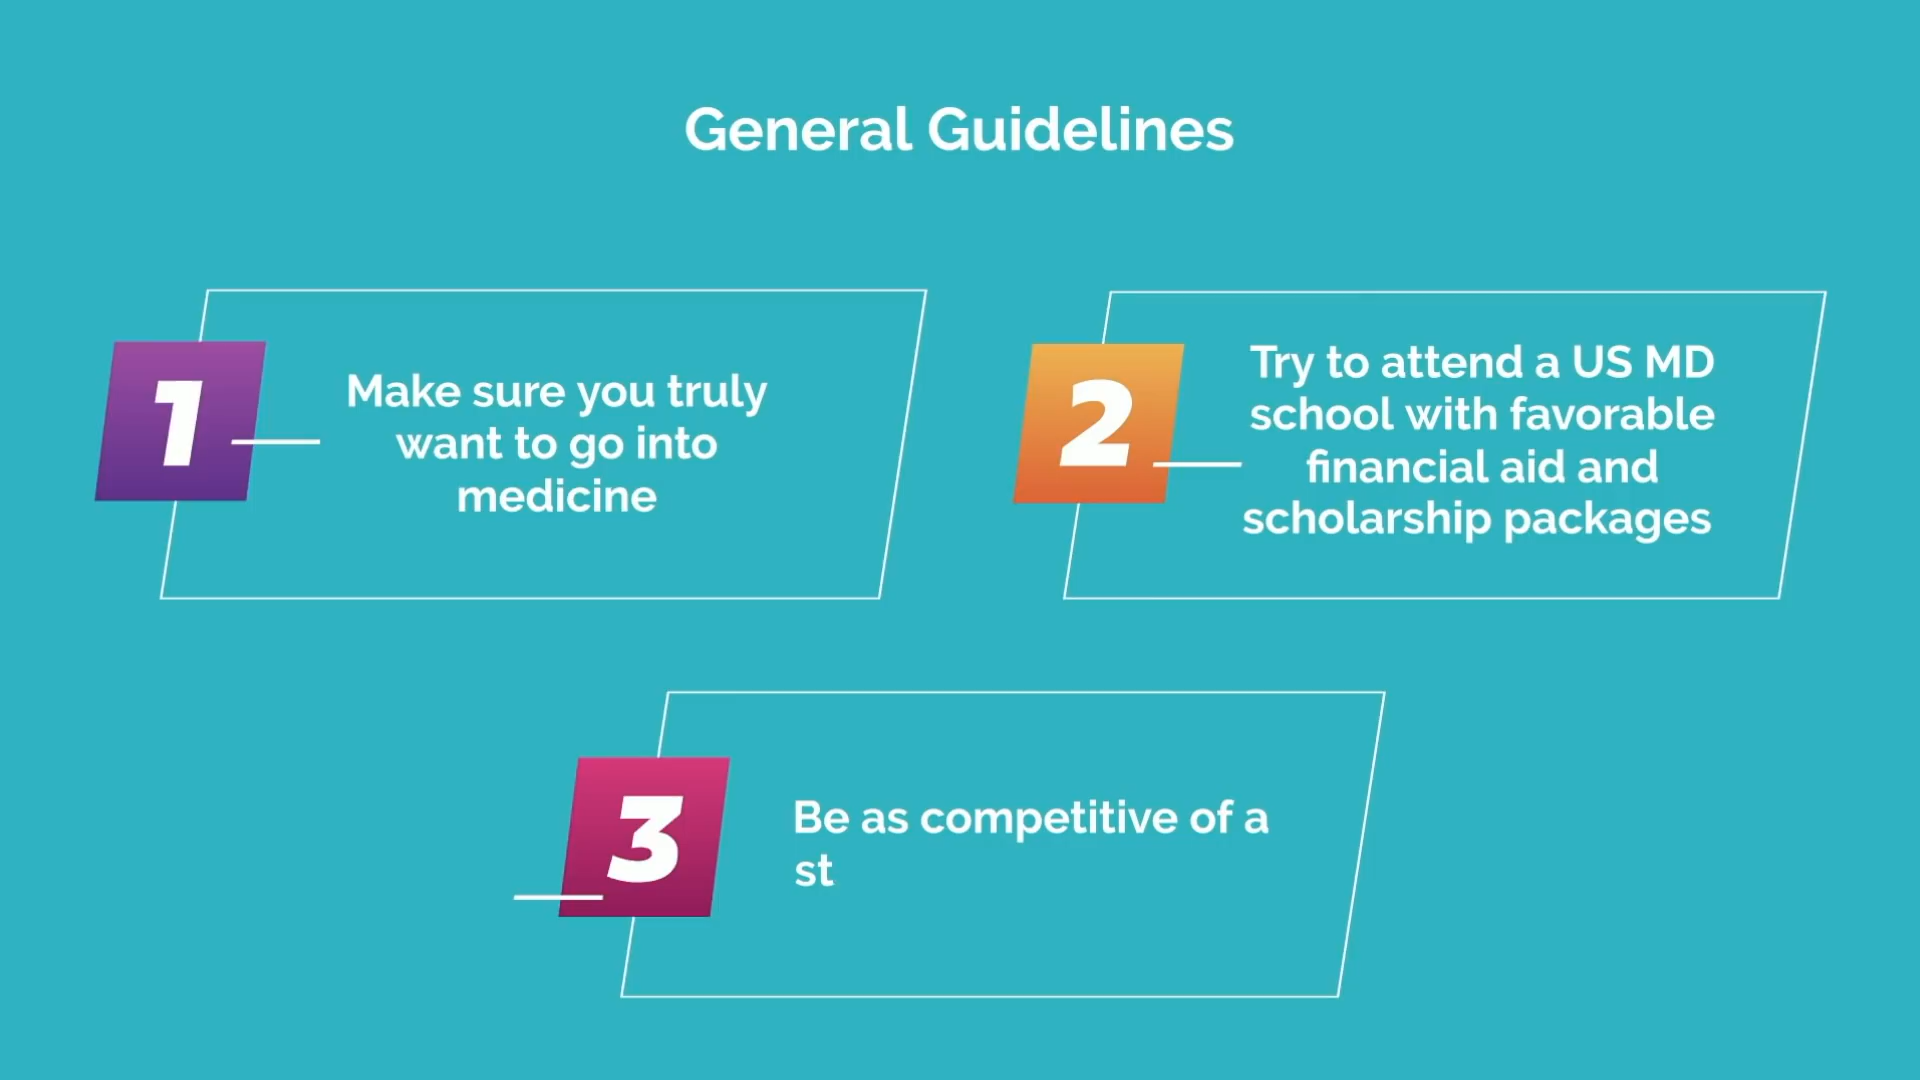 General Guidelines
1
Make sure you truly
want to go into
medicine
2
Try to attend a US MD
school with favorable
financial aid and
scholarship packages
3
Be as competitive of a
st